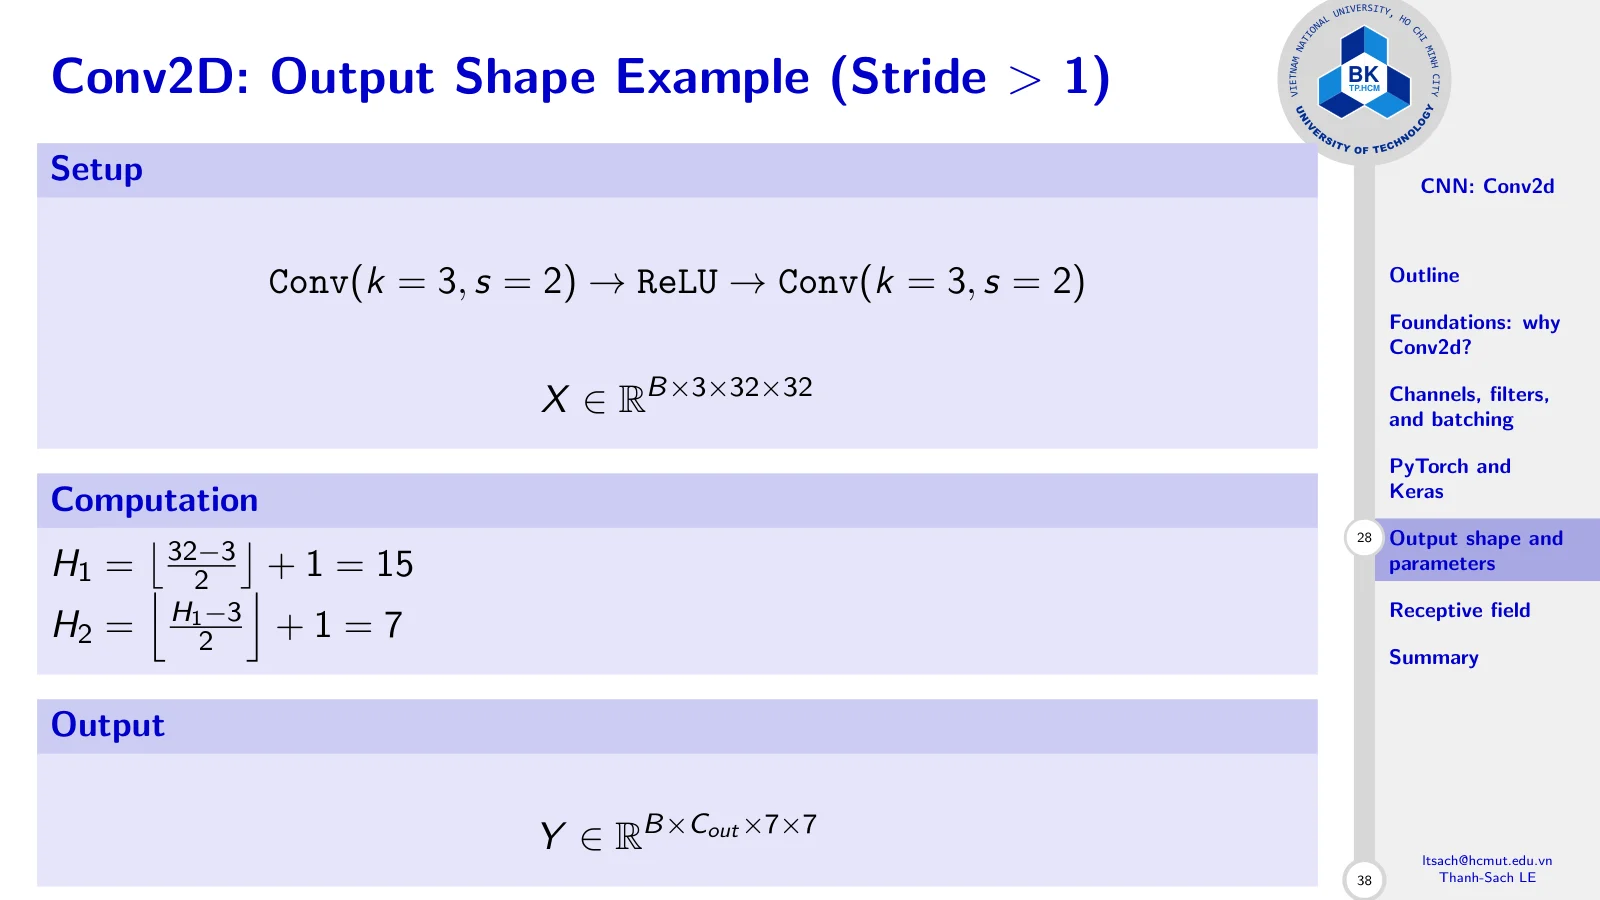 Conv2D: Output Shape Example (Stride > 1)
VIETNAM NATIONAL UNIVERSITY, HO CHI MINH CITY
BK
TP.HCM
UNIVERSITY OF TECHNOLOGY
Setup
Conv(k = 3, s = 2) → ReLU → Conv(k = 3, s = 2)
X ∈ ℝ^{B×3×32×32}
Computation
H₁ = ⌊(32−3)/2⌋ + 1 = 15
H₂ = ⌊(H₁−3)/2⌋ + 1 = 7
Output
Y ∈ ℝ^{B×C_{out}×7×7}
CNN: Conv2d
Outline
Foundations: why
Conv2d?
Channels, filters,
and batching
PyTorch and
Keras
28
Output shape and
parameters
Receptive field
Summary
ltsach@hcmut.edu.vn
Thanh-Sach LE
38